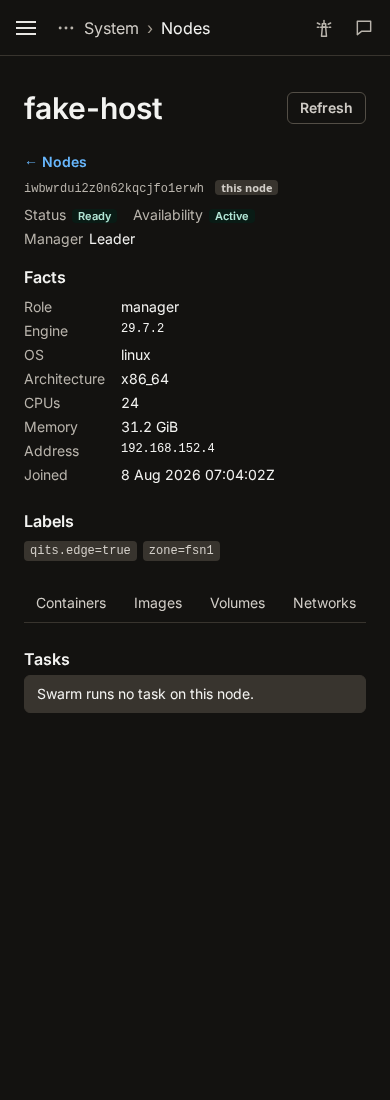 ··· System › Nodes
fake-host
Refresh
← Nodes
iwbwrdui2z0n62kqcjfo1erwh this node
Status Ready Availability Active
Manager Leader
Facts
Role manager
Engine 29.7.2
OS linux
Architecture x86_64
CPUs 24
Memory 31.2 GiB
Address 192.168.152.4
Joined 8 Aug 2026 07:04:02Z
Labels
qits.edge=true zone=fsn1
Containers Images Volumes Networks
Tasks
Swarm runs no task on this node.